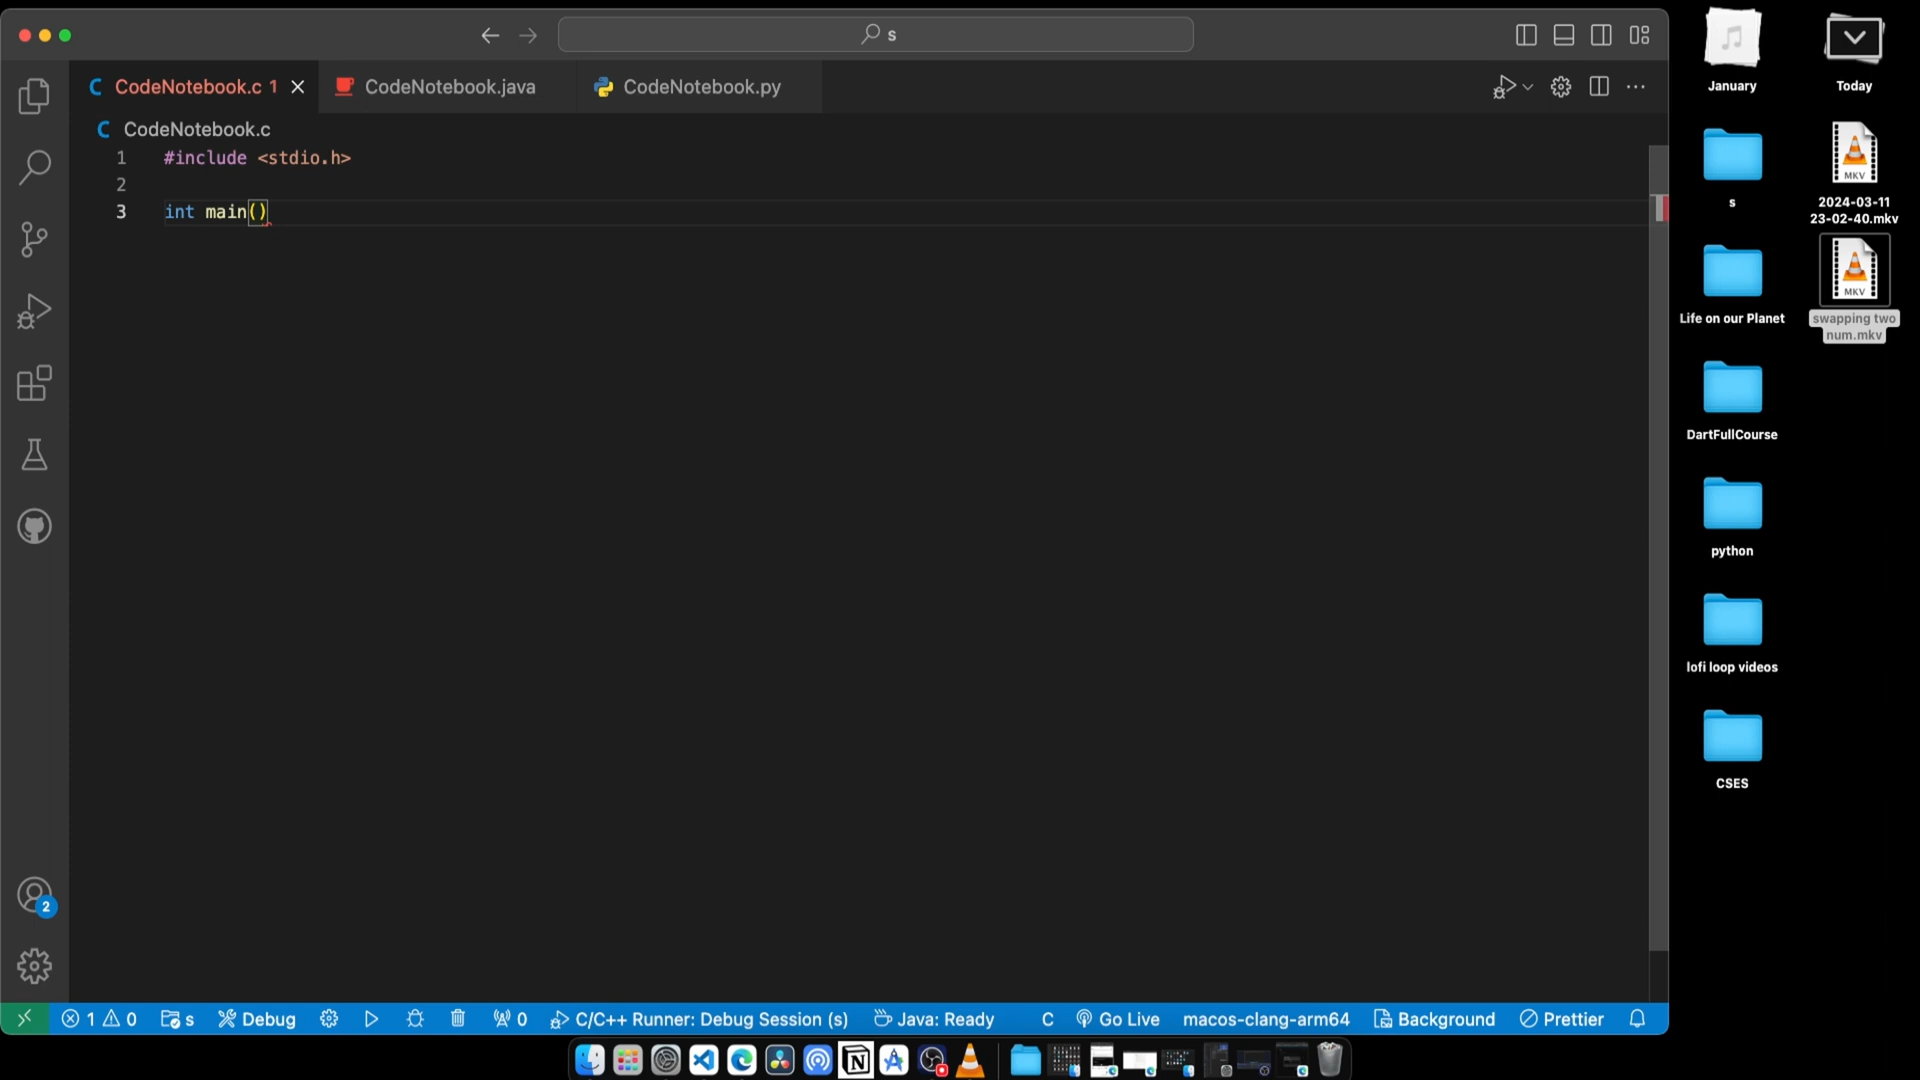 s
CodeNotebook.c 1
CodeNotebook.java
CodeNotebook.py
CodeNotebook.c
1 #include <stdio.h>
2
3 int main()
2
1 0 s Debug 0 C/C++ Runner: Debug Session (s) Java: Ready C Go Live macos-clang-arm64 Background Prettier
January
Today
s
MKV
2024-03-11
23-02-40.mkv
Life on our Planet
MKV
swapping two
num.mkv
DartFullCourse
python
lofi loop videos
CSES